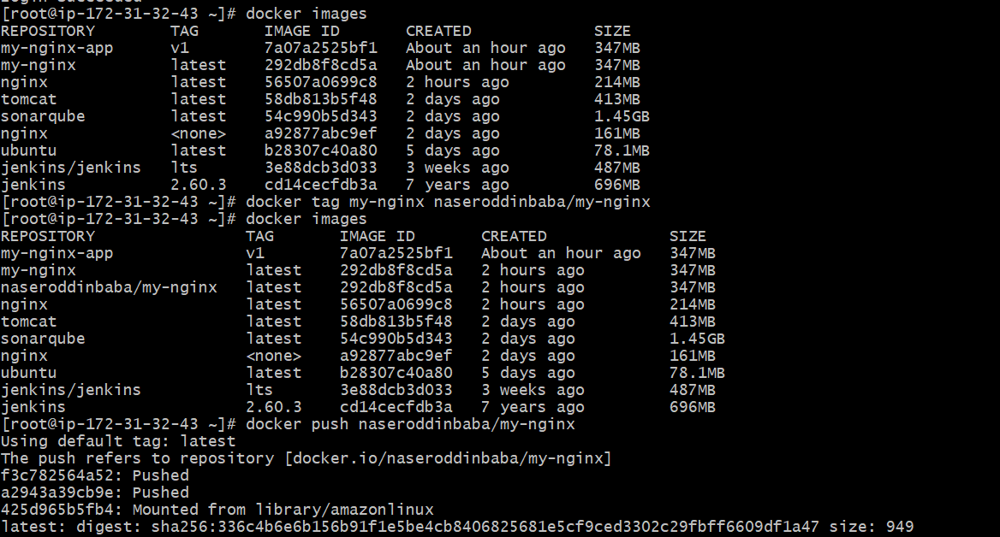 Login Succeeded
[root@ip-172-31-32-43 ~]# docker images
REPOSITORY TAG IMAGE ID CREATED SIZE
my-nginx-app v1 7a07a2525bf1 About an hour ago 347MB
my-nginx latest 292db8f8cd5a About an hour ago 347MB
nginx latest 56507a0699c8 2 hours ago 214MB
tomcat latest 58db813b5f48 2 days ago 413MB
sonarqube latest 54c990b5d343 2 days ago 1.45GB
nginx <none> a92877abc9ef 2 days ago 161MB
ubuntu latest b28307c40a80 5 days ago 78.1MB
jenkins/jenkins lts 3e88dcb3d033 3 weeks ago 487MB
jenkins 2.60.3 cd14cecfdb3a 7 years ago 696MB
[root@ip-172-31-32-43 ~]# docker tag my-nginx naseroddinbaba/my-nginx
[root@ip-172-31-32-43 ~]# docker images
REPOSITORY TAG IMAGE ID CREATED SIZE
my-nginx-app v1 7a07a2525bf1 About an hour ago 347MB
my-nginx latest 292db8f8cd5a 2 hours ago 347MB
naseroddinbaba/my-nginx latest 292db8f8cd5a 2 hours ago 347MB
nginx latest 56507a0699c8 2 hours ago 214MB
tomcat latest 58db813b5f48 2 days ago 413MB
sonarqube latest 54c990b5d343 2 days ago 1.45GB
nginx <none> a92877abc9ef 2 days ago 161MB
ubuntu latest b28307c40a80 5 days ago 78.1MB
jenkins/jenkins lts 3e88dcb3d033 3 weeks ago 487MB
jenkins 2.60.3 cd14cecfdb3a 7 years ago 696MB
[root@ip-172-31-32-43 ~]# docker push naseroddinbaba/my-nginx
Using default tag: latest
The push refers to repository [docker.io/naseroddinbaba/my-nginx]
f3c782564a52: Pushed
a2943a39cb9e: Pushed
425d965b5fb4: Mounted from library/amazonlinux
latest: digest: sha256:336c4b6e6b156b91f1e5be4cb8406825681e5cf9ced3302c29fbff6609df1a47 size: 949